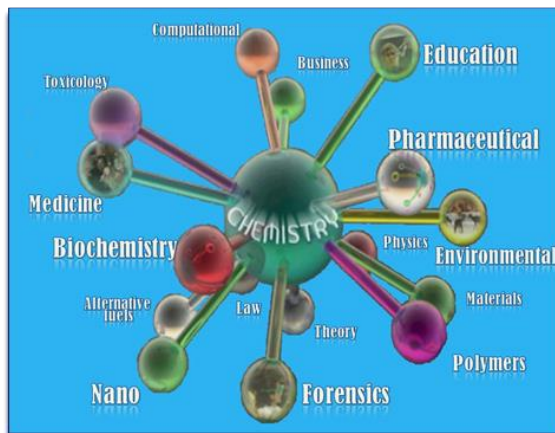 Computational
Education
Business
Toxicology
Pharmaceutical
Medicine
CHEMISTRY
Biochemistry
Physics
Environmental
Alternative
fuels
Law
Materials
Theory
Polymers
Nano
Forensics